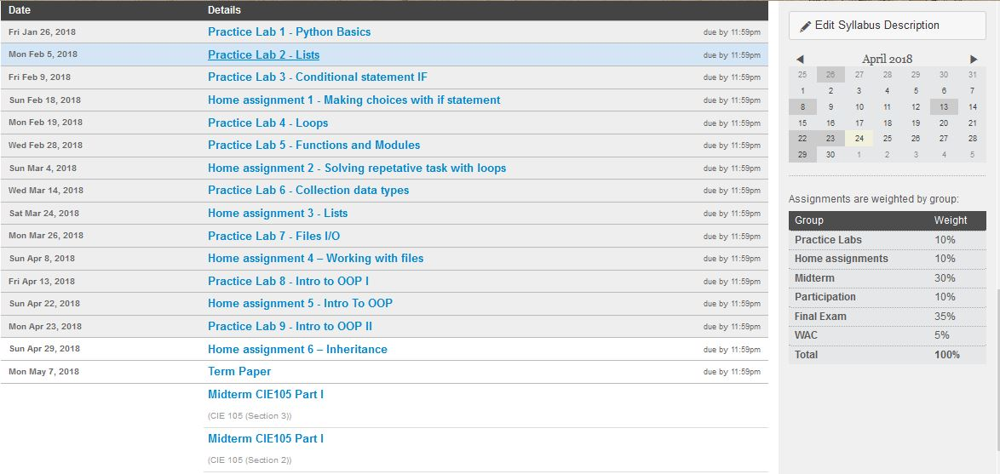 Date Details
Fri Jan 26, 2018 Practice Lab 1 - Python Basics due by 11:59pm
Mon Feb 5, 2018 Practice Lab 2 - Lists due by 11:59pm
Fri Feb 9, 2018 Practice Lab 3 - Conditional statement IF due by 11:59pm
Sun Feb 18, 2018 Home assignment 1 - Making choices with if statement due by 11:59pm
Mon Feb 19, 2018 Practice Lab 4 - Loops due by 11:59pm
Wed Feb 28, 2018 Practice Lab 5 - Functions and Modules due by 11:59pm
Sun Mar 4, 2018 Home assignment 2 - Solving repetative task with loops due by 11:59pm
Wed Mar 14, 2018 Practice Lab 6 - Collection data types due by 11:59pm
Sat Mar 24, 2018 Home assignment 3 - Lists due by 11:59pm
Mon Mar 26, 2018 Practice Lab 7 - Files I/O due by 11:59pm
Sun Apr 8, 2018 Home assignment 4 – Working with files due by 11:59pm
Fri Apr 13, 2018 Practice Lab 8 - Intro to OOP I due by 11:59pm
Sun Apr 22, 2018 Home assignment 5 - Intro To OOP due by 11:59pm
Mon Apr 23, 2018 Practice Lab 9 - Intro to OOP II due by 11:59pm
Sun Apr 29, 2018 Home assignment 6 – Inheritance due by 11:59pm
Mon May 7, 2018 Term Paper due by 11:59pm
Midterm CIE105 Part I
(CIE 105 (Section 3))
Midterm CIE105 Part I
(CIE 105 (Section 2))
Edit Syllabus Description
April 2018
25 26 27 28 29 30 31
1 2 3 4 5 6 7
8 9 10 11 12 13 14
15 16 17 18 19 20 21
22 23 24 25 26 27 28
29 30 1 2 3 4 5
Assignments are weighted by group:
Group Weight
Practice Labs 10%
Home assignments 10%
Midterm 30%
Participation 10%
Final Exam 35%
WAC 5%
Total 100%